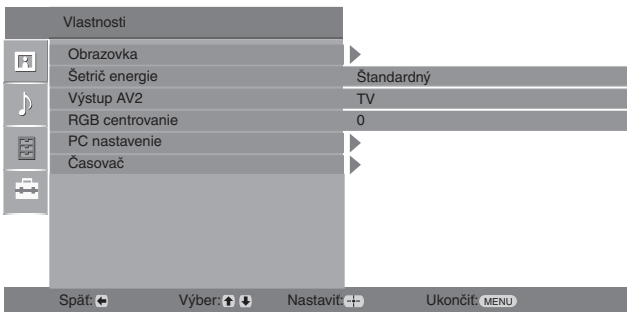 Vlastnosti
Obrazovka
Šetrič energie Štandardný
Výstup AV2 TV
RGB centrovanie 0
PC nastavenie
Časovač
Späť: Výber: Nastaviť: Ukončiť: MENU